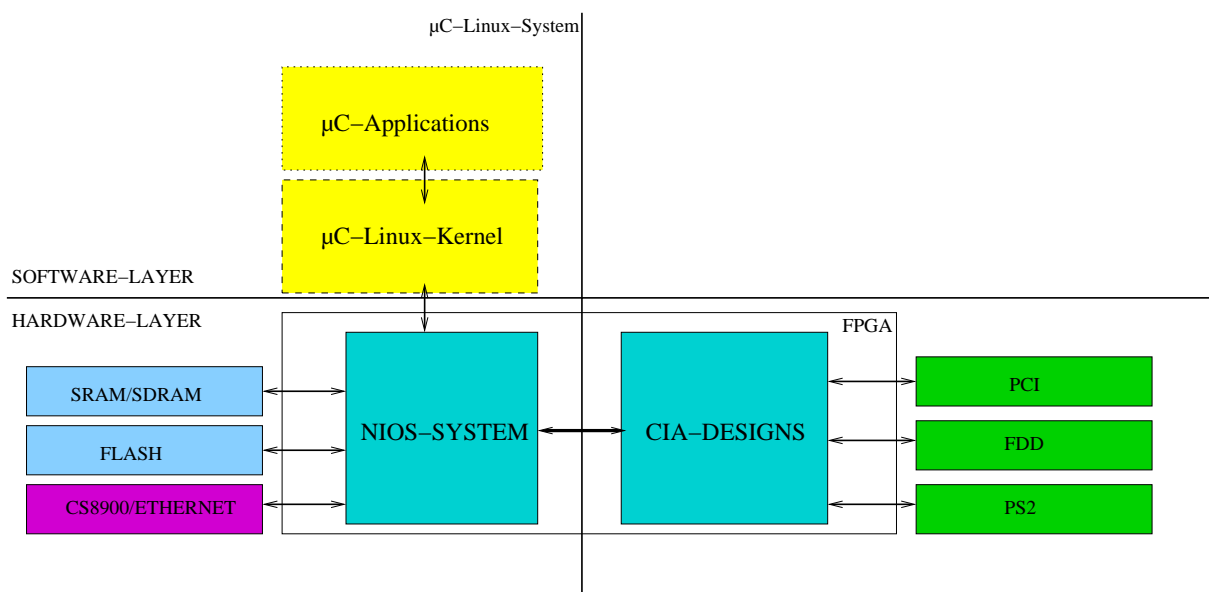 µC–Linux–System
µC–Applications
µC–Linux–Kernel
SOFTWARE–LAYER
HARDWARE–LAYER
FPGA
SRAM/SDRAM
FLASH
CS8900/ETHERNET
NIOS–SYSTEM
CIA–DESIGNS
PCI
FDD
PS2